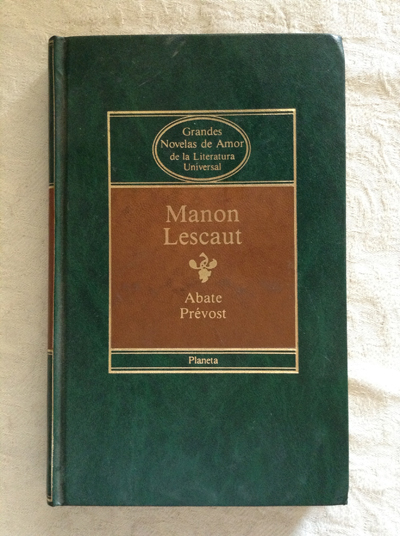 Grandes
Novelas de Amor
de la Literatura
Universal
Manon
Lescaut
Abate
Prévost
Planeta